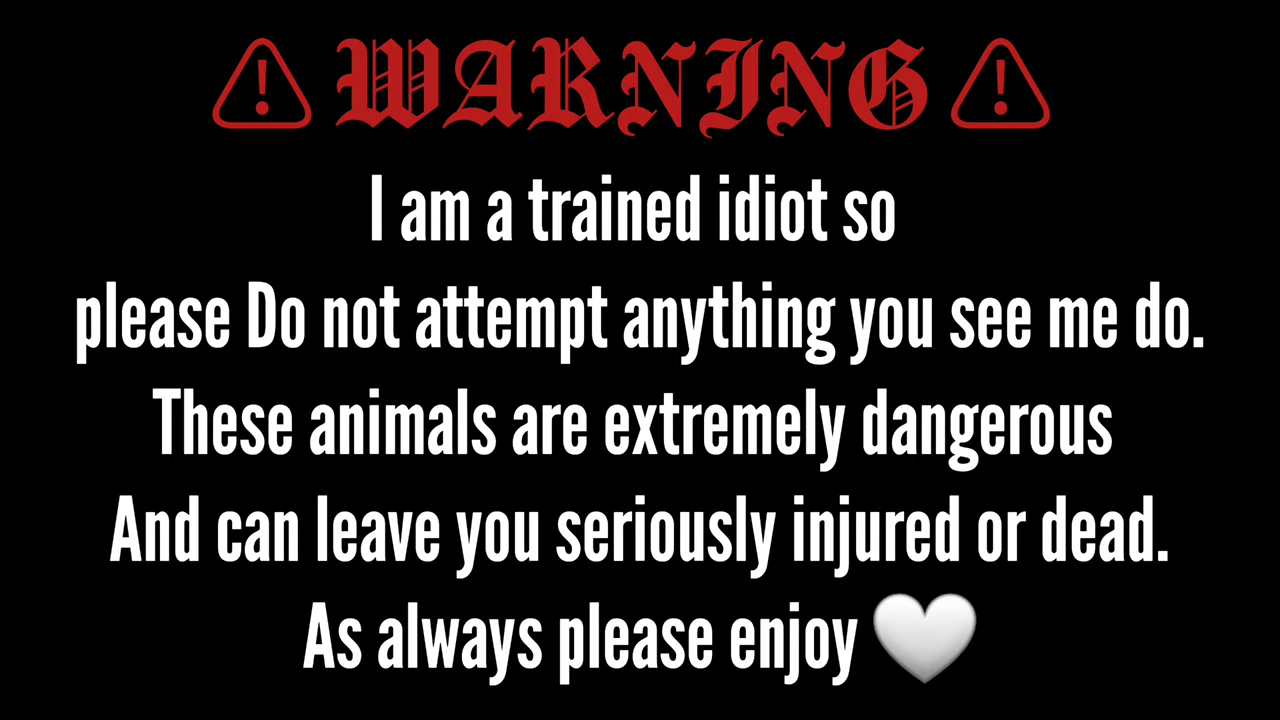 ⚠ WARNING ⚠
I am a trained idiot so
please Do not attempt anything you see me do.
These animals are extremely dangerous
And can leave you seriously injured or dead.
As always please enjoy 🤍